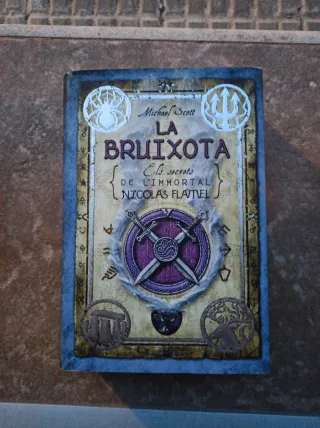 Michael Scott
LA
BRUIXOTA
Els secrets
DE L'IMMORTAL
NICOLAS FLAMEL